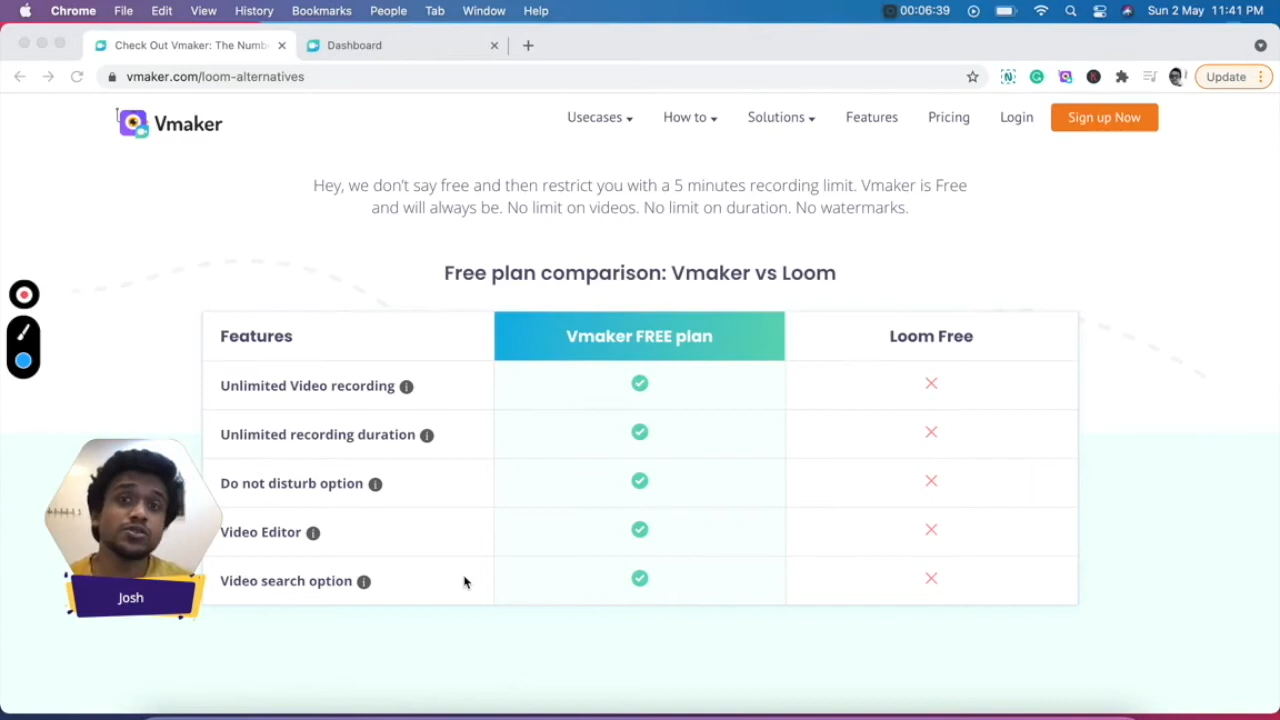 Chrome File Edit View History Bookmarks People Tab Window Help 00:06:39 Sun 2 May 11:41 PM
Check Out Vmaker: The Numb Dashboard
vmaker.com/loom-alternatives Update
Vmaker Usecases How to Solutions Features Pricing Login Sign up Now
Hey, we don't say free and then restrict you with a 5 minutes recording limit. Vmaker is Free
and will always be. No limit on videos. No limit on duration. No watermarks.
Free plan comparison: Vmaker vs Loom
Features Vmaker FREE plan Loom Free
Unlimited Video recording
Unlimited recording duration
Do not disturb option
Video Editor
Video search option
Josh